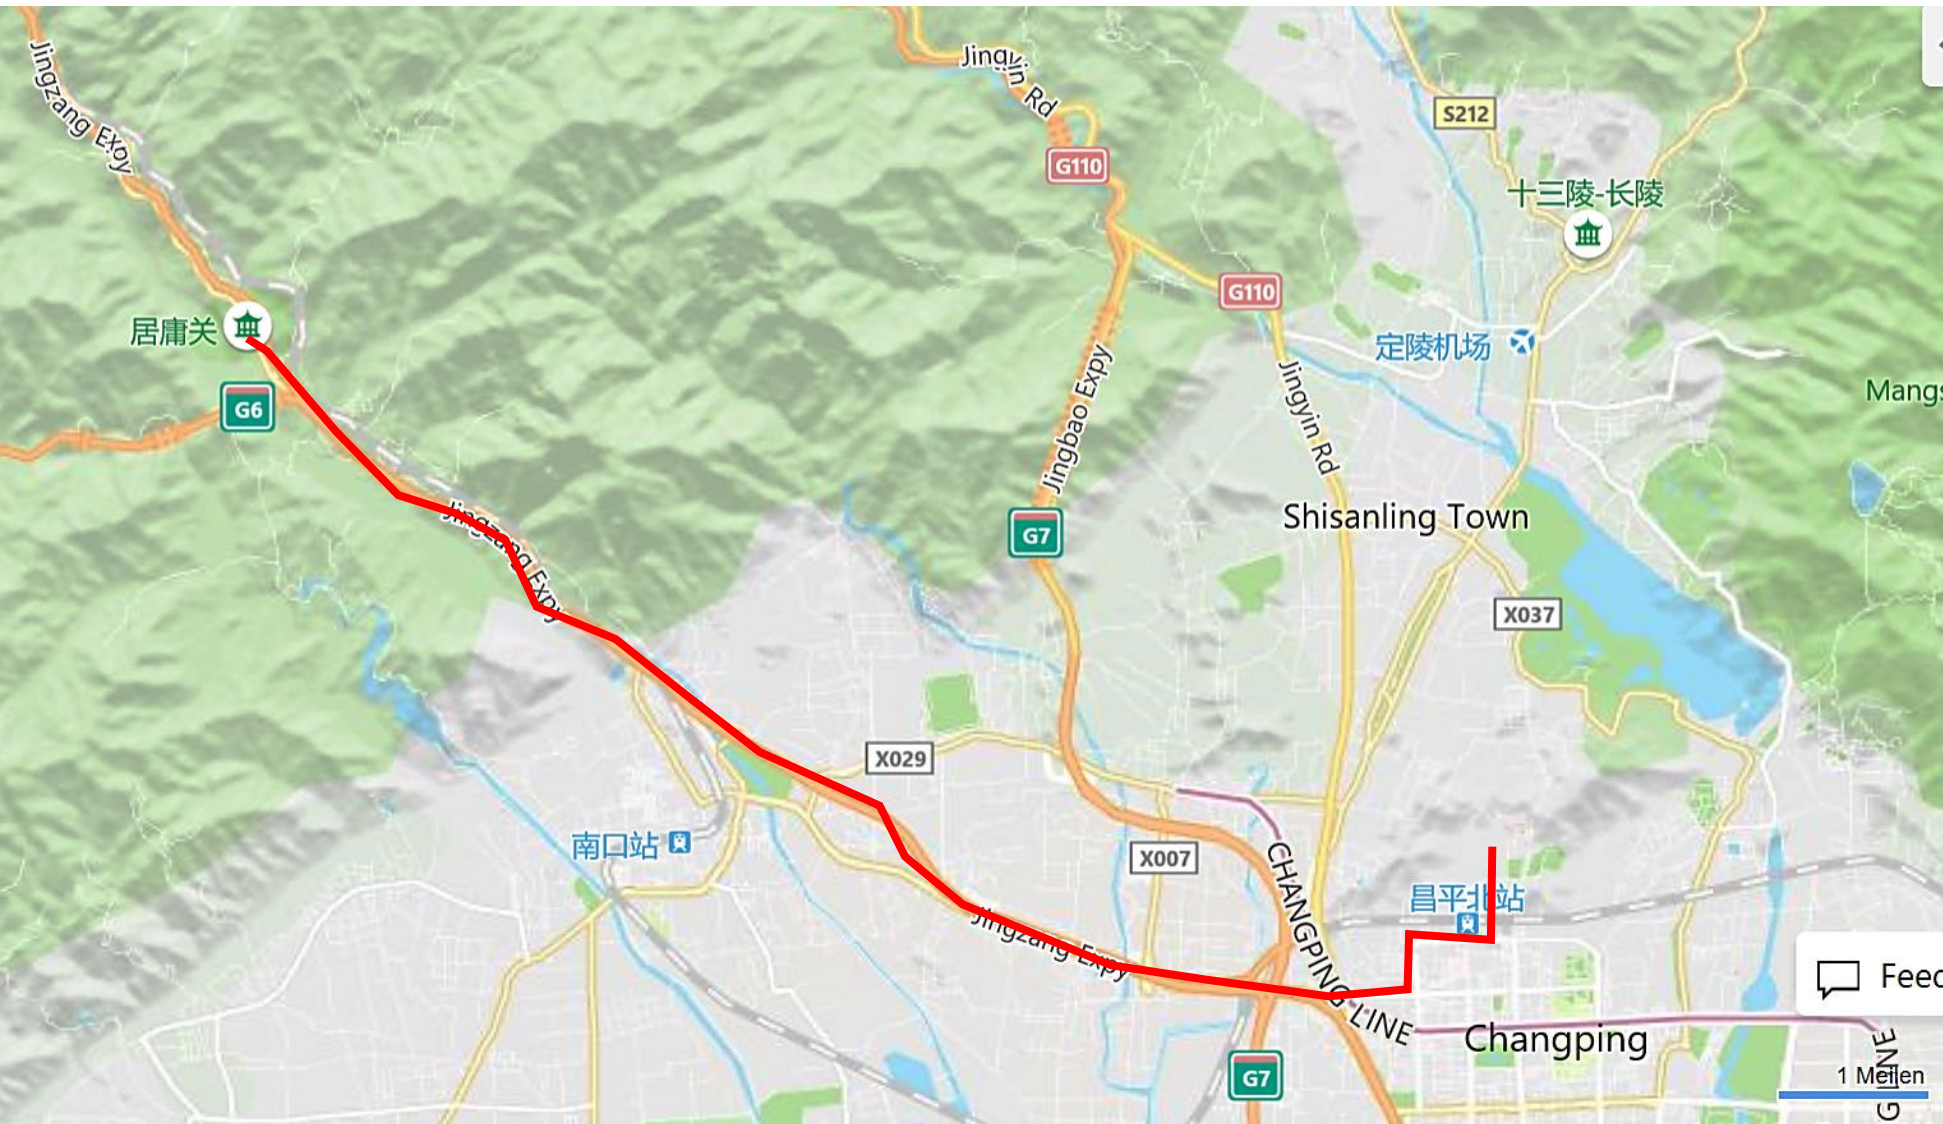 Jingzang Expy
Jingyin Rd
S212
G110
十三陵-长陵
G110
居庸关
定陵机场
G6
Mangs
Jingbao Expy
Jingyin Rd
Jingzang Expy
Shisanling Town
G7
X037
X029
南口站
X007
CHANGPING LINE
昌平北站
Jingzang Expy
Feed
Changping
G7
1 Meilen
G LINE